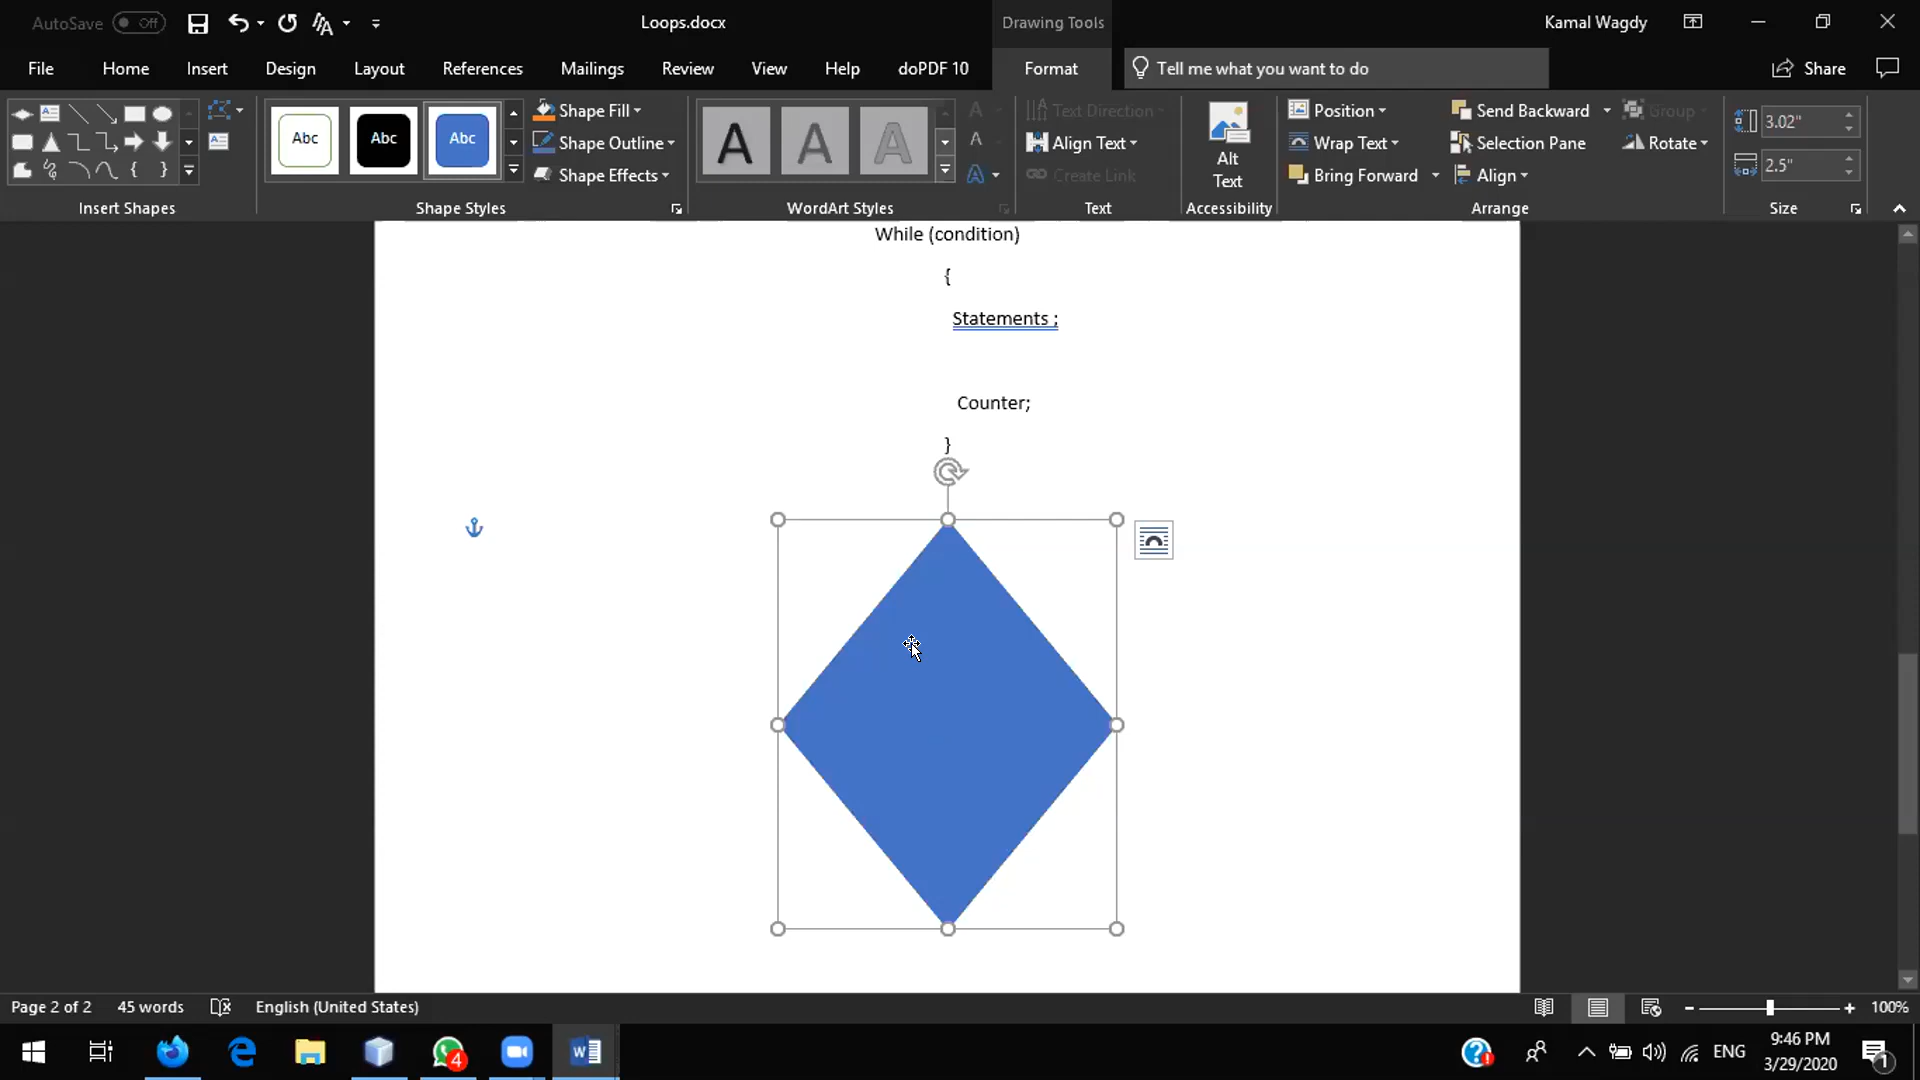 AutoSave Off Loops.docx Drawing Tools Kamal Wagdy
File Home Insert Design Layout References Mailings Review View Help doPDF 10 Format Tell me what you want to do Share
Abc Abc Abc
Shape Fill
Shape Outline
Shape Effects
A A A
Text Direction
Align Text
Create Link
Alt
Text
Position
Wrap Text
Bring Forward
Send Backward
Selection Pane
Align
Group
Rotate
3.02"
2.5"
Insert Shapes Shape Styles WordArt Styles Text Accessibility Arrange Size
While (condition)
{
Statements ;
Counter;
}
Page 2 of 2 45 words English (United States) 100%
4
ENG
9:46 PM
3/29/2020
1